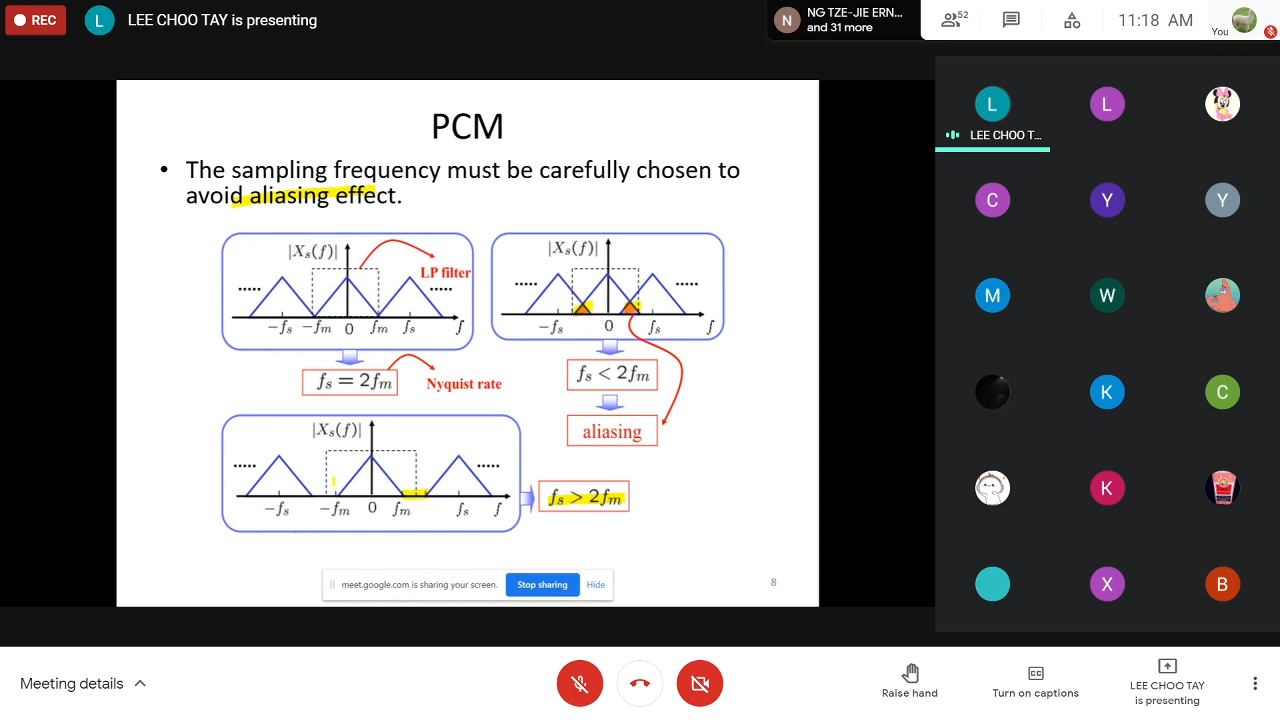 REC
L
LEE CHOO TAY is presenting
N
NG TZE-JIE ERN...
and 31 more
52
11:18 AM
You
PCM
• The sampling frequency must be carefully chosen to
avoid aliasing effect.
|Xs(f)|
LP filter
.....
.....
−fs −fm 0 fm fs f
fs = 2fm
Nyquist rate
|Xs(f)|
.....
.....
−fs 0 fs f
fs < 2fm
aliasing
|Xs(f)|
.....
.....
−fs −fm 0 fm fs f
fs > 2fm
meet.google.com is sharing your screen.
Stop sharing
Hide
8
L
LEE CHOO T...
L
C
Y
Y
M
W
K
C
K
X
B
Meeting details
Raise hand
CC
Turn on captions
LEE CHOO TAY
is presenting